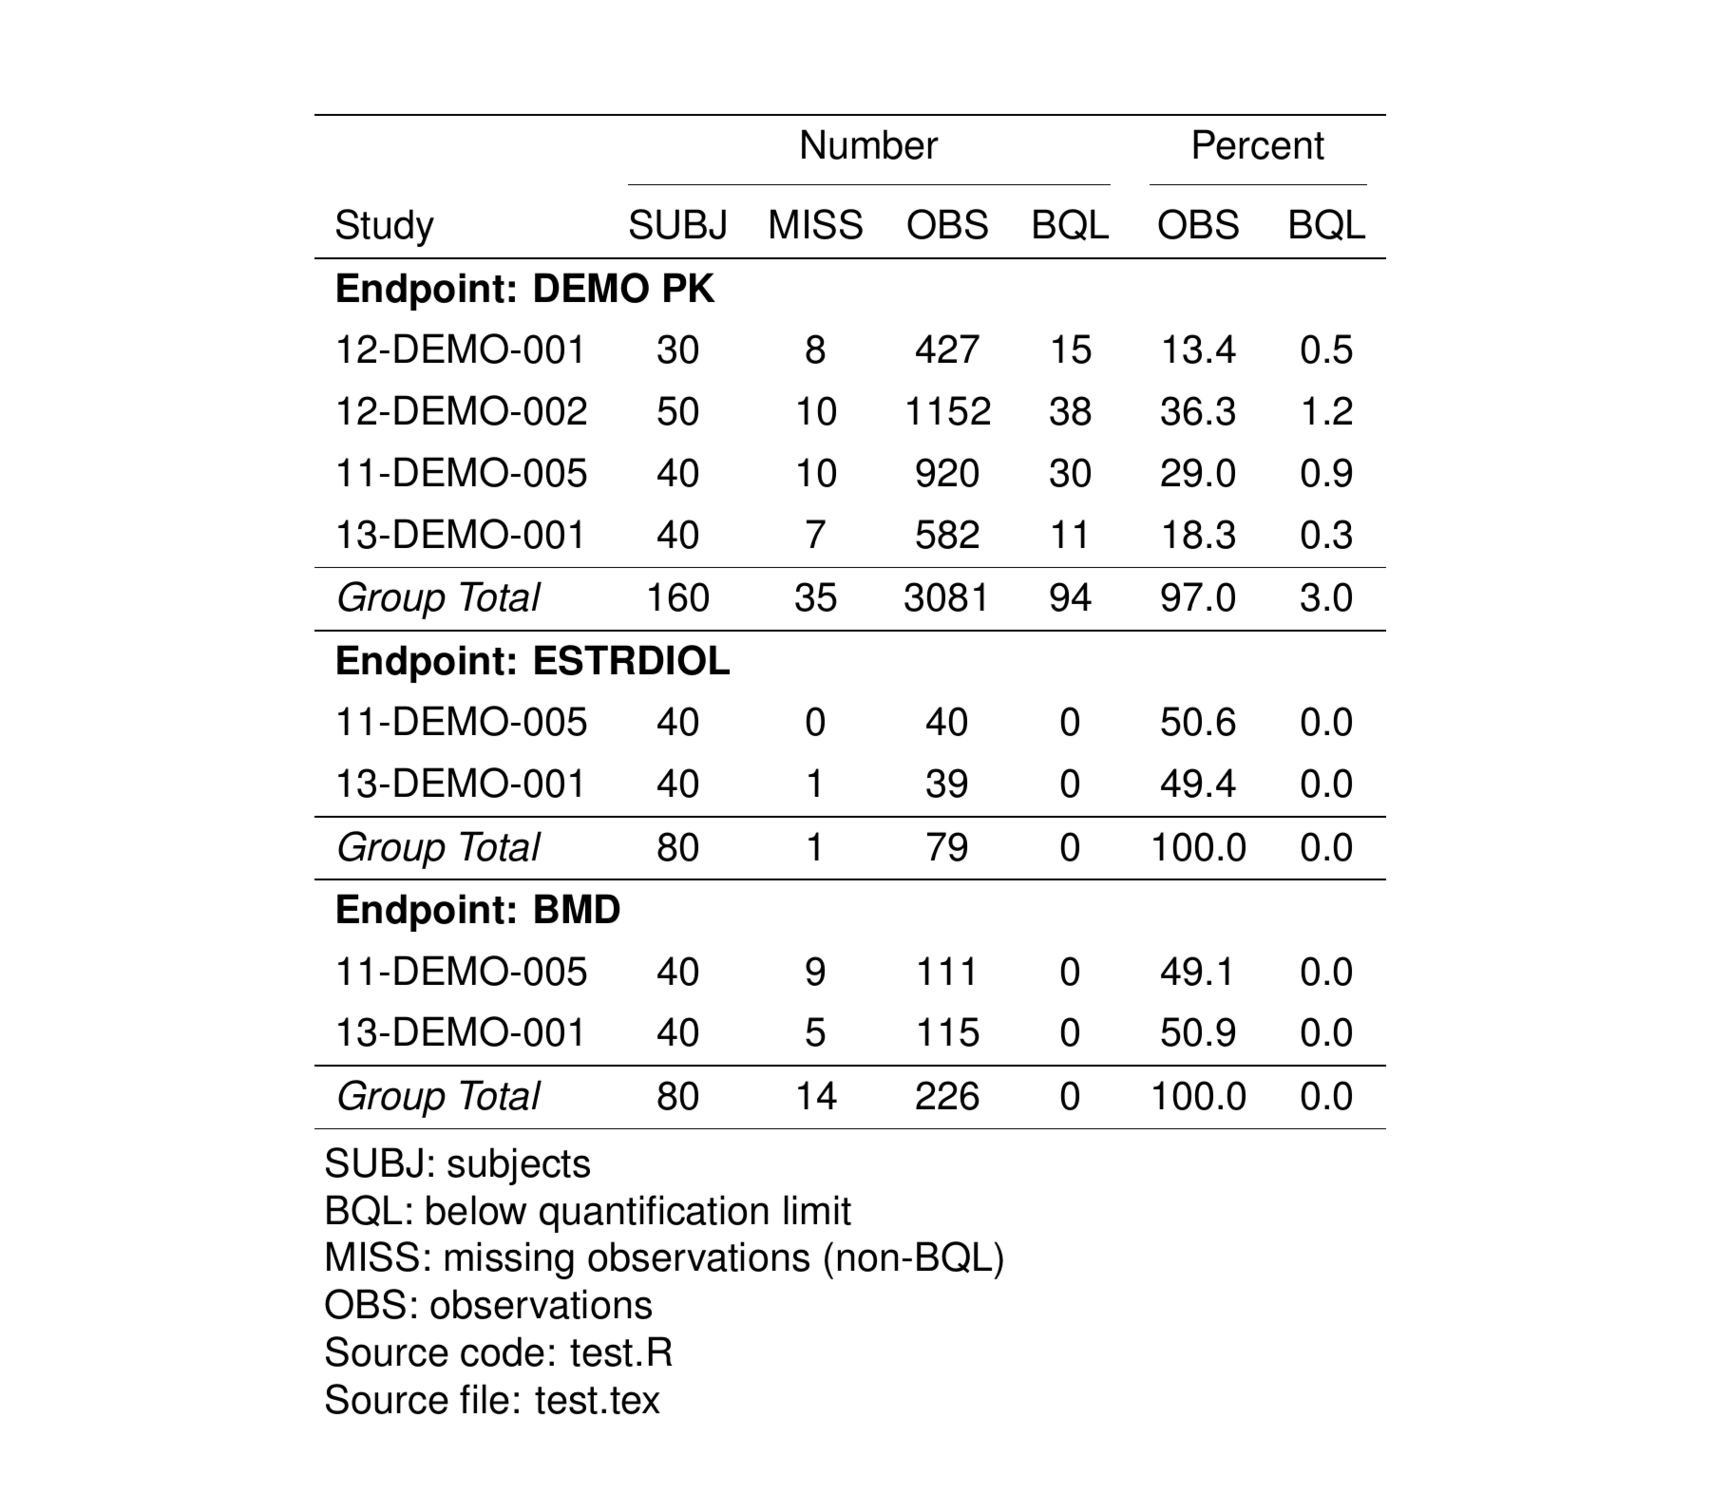 Number Percent
Study SUBJ MISS OBS BQL OBS BQL
Endpoint: DEMO PK
12-DEMO-001 30 8 427 15 13.4 0.5
12-DEMO-002 50 10 1152 38 36.3 1.2
11-DEMO-005 40 10 920 30 29.0 0.9
13-DEMO-001 40 7 582 11 18.3 0.3
Group Total 160 35 3081 94 97.0 3.0
Endpoint: ESTRDIOL
11-DEMO-005 40 0 40 0 50.6 0.0
13-DEMO-001 40 1 39 0 49.4 0.0
Group Total 80 1 79 0 100.0 0.0
Endpoint: BMD
11-DEMO-005 40 9 111 0 49.1 0.0
13-DEMO-001 40 5 115 0 50.9 0.0
Group Total 80 14 226 0 100.0 0.0
SUBJ: subjects
BQL: below quantification limit
MISS: missing observations (non-BQL)
OBS: observations
Source code: test.R
Source file: test.tex